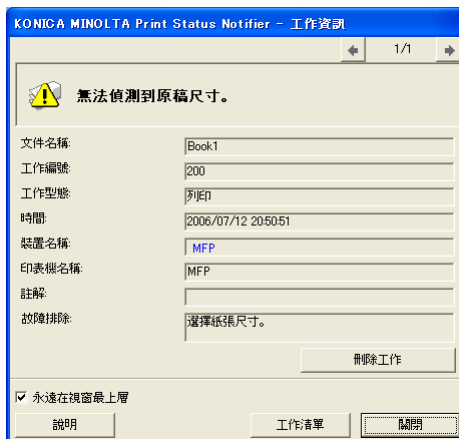 KONICA MINOLTA Print Status Notifier - 工作資訊
1/1
無法偵測到原稿尺寸。
文件名稱: Book1
工作編號: 200
工作型態: 列印
時間: 2006/07/12 20:50:51
裝置名稱: MFP
印表機名稱: MFP
註解:
故障排除: 選擇紙張尺寸。
刪除工作
永遠在視窗最上層
說明 工作清單 關閉